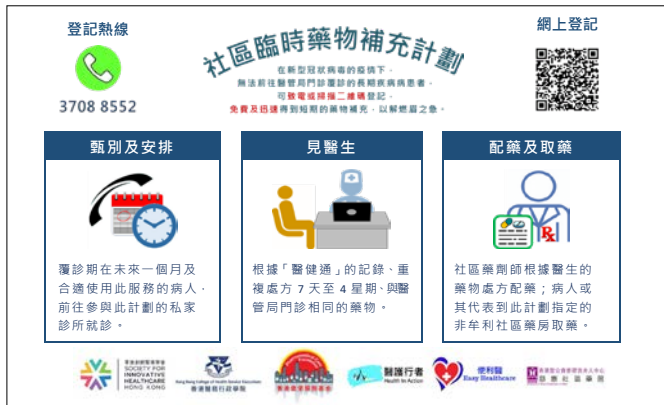 登記熱線
3708 8552
社區臨時藥物補充計劃
在新型冠狀病毒的疫情下，
無法前往醫管局門診覆診的長期疾病病患者，
可致電或掃描二維碼登記，
免費及迅速得到短期的藥物補充，以解燃眉之急。
網上登記
甄別及安排
覆診期在未來一個月及
合適使用此服務的病人，
前往參與此計劃的私家
診所就診。
見醫生
根據「醫健通」的記錄、重
複處方 7 天至 4 星期、與醫
管局門診相同的藥物。
配藥及取藥
Rx
社區藥劑師根據醫生的
藥物處方配藥；病人或
其代表到此計劃指定的
非牟利社區藥房取藥。
SOCIETY FOR
INNOVATIVE
HEALTHCARE
HONG KONG
Hong Kong College of Health Service Executives
香港醫務行政學院
醫護行者
Health In Action
便利醫
Easy Healthcare